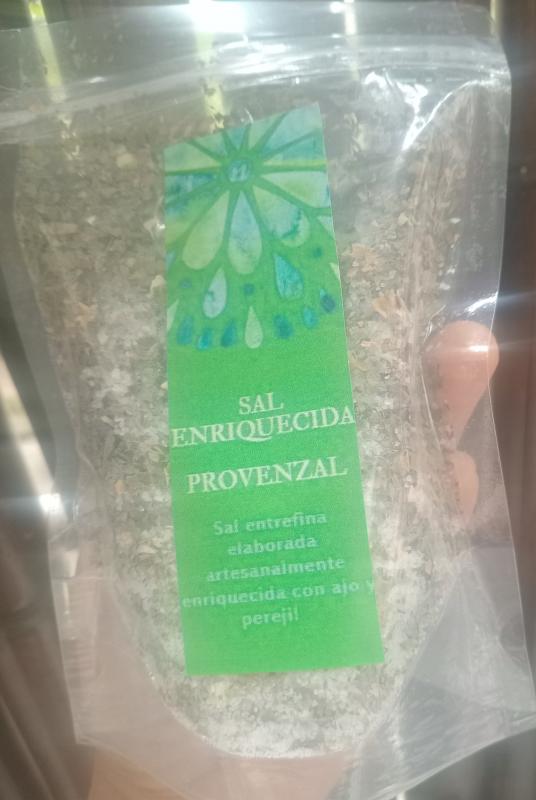 SAL
ENRIQUECIDA
PROVENZAL
Sal entrefina
elaborada
artesanalmente
enriquecida con ajo y
perejil